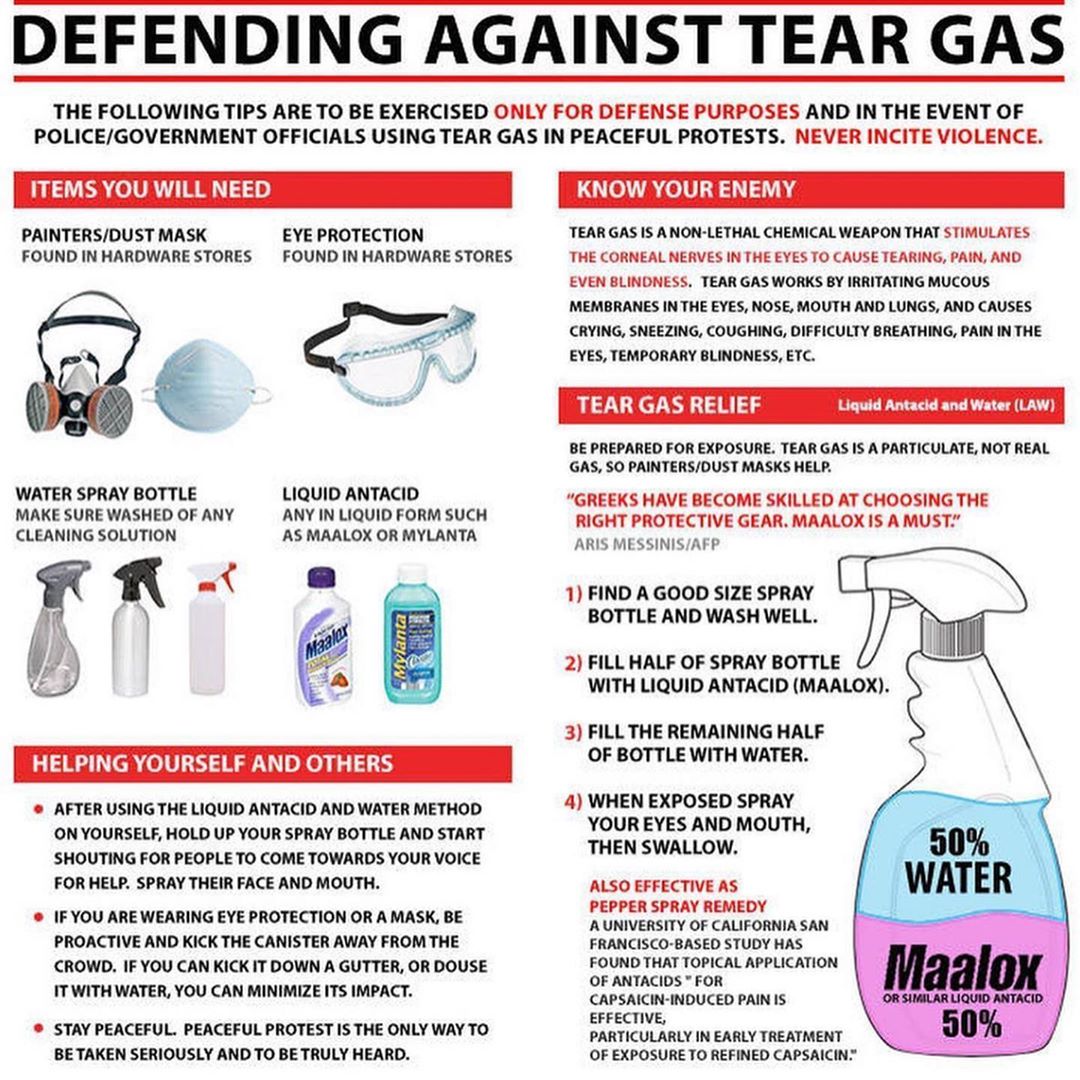 DEFENDING AGAINST TEAR GAS
THE FOLLOWING TIPS ARE TO BE EXERCISED ONLY FOR DEFENSE PURPOSES AND IN THE EVENT OF
POLICE/GOVERNMENT OFFICIALS USING TEAR GAS IN PEACEFUL PROTESTS. NEVER INCITE VIOLENCE.
ITEMS YOU WILL NEED
PAINTERS/DUST MASK
FOUND IN HARDWARE STORES
EYE PROTECTION
FOUND IN HARDWARE STORES
WATER SPRAY BOTTLE
MAKE SURE WASHED OF ANY
CLEANING SOLUTION
LIQUID ANTACID
ANY IN LIQUID FORM SUCH
AS MAALOX OR MYLANTA
Maalox
Mylanta
HELPING YOURSELF AND OTHERS
• AFTER USING THE LIQUID ANTACID AND WATER METHOD
ON YOURSELF, HOLD UP YOUR SPRAY BOTTLE AND START
SHOUTING FOR PEOPLE TO COME TOWARDS YOUR VOICE
FOR HELP. SPRAY THEIR FACE AND MOUTH.
• IF YOU ARE WEARING EYE PROTECTION OR A MASK, BE
PROACTIVE AND KICK THE CANISTER AWAY FROM THE
CROWD. IF YOU CAN KICK IT DOWN A GUTTER, OR DOUSE
IT WITH WATER, YOU CAN MINIMIZE ITS IMPACT.
• STAY PEACEFUL. PEACEFUL PROTEST IS THE ONLY WAY TO
BE TAKEN SERIOUSLY AND TO BE TRULY HEARD.
KNOW YOUR ENEMY
TEAR GAS IS A NON-LETHAL CHEMICAL WEAPON THAT STIMULATES
THE CORNEAL NERVES IN THE EYES TO CAUSE TEARING, PAIN, AND
EVEN BLINDNESS. TEAR GAS WORKS BY IRRITATING MUCOUS
MEMBRANES IN THE EYES, NOSE, MOUTH AND LUNGS, AND CAUSES
CRYING, SNEEZING, COUGHING, DIFFICULTY BREATHING, PAIN IN THE
EYES, TEMPORARY BLINDNESS, ETC.
TEAR GAS RELIEF
Liquid Antacid and Water (LAW)
BE PREPARED FOR EXPOSURE. TEAR GAS IS A PARTICULATE, NOT REAL
GAS, SO PAINTERS/DUST MASKS HELP.
"GREEKS HAVE BECOME SKILLED AT CHOOSING THE
RIGHT PROTECTIVE GEAR. MAALOX IS A MUST."
ARIS MESSINIS/AFP
1) FIND A GOOD SIZE SPRAY
BOTTLE AND WASH WELL.
2) FILL HALF OF SPRAY BOTTLE
WITH LIQUID ANTACID (MAALOX).
3) FILL THE REMAINING HALF
OF BOTTLE WITH WATER.
4) WHEN EXPOSED SPRAY
YOUR EYES AND MOUTH,
THEN SWALLOW.
ALSO EFFECTIVE AS
PEPPER SPRAY REMEDY
A UNIVERSITY OF CALIFORNIA SAN
FRANCISCO-BASED STUDY HAS
FOUND THAT TOPICAL APPLICATION
OF ANTACIDS " FOR
CAPSAICIN-INDUCED PAIN IS
EFFECTIVE,
PARTICULARLY IN EARLY TREATMENT
OF EXPOSURE TO REFINED CAPSAICIN."
50%
WATER
Maalox
OR SIMILAR LIQUID ANTACID
50%